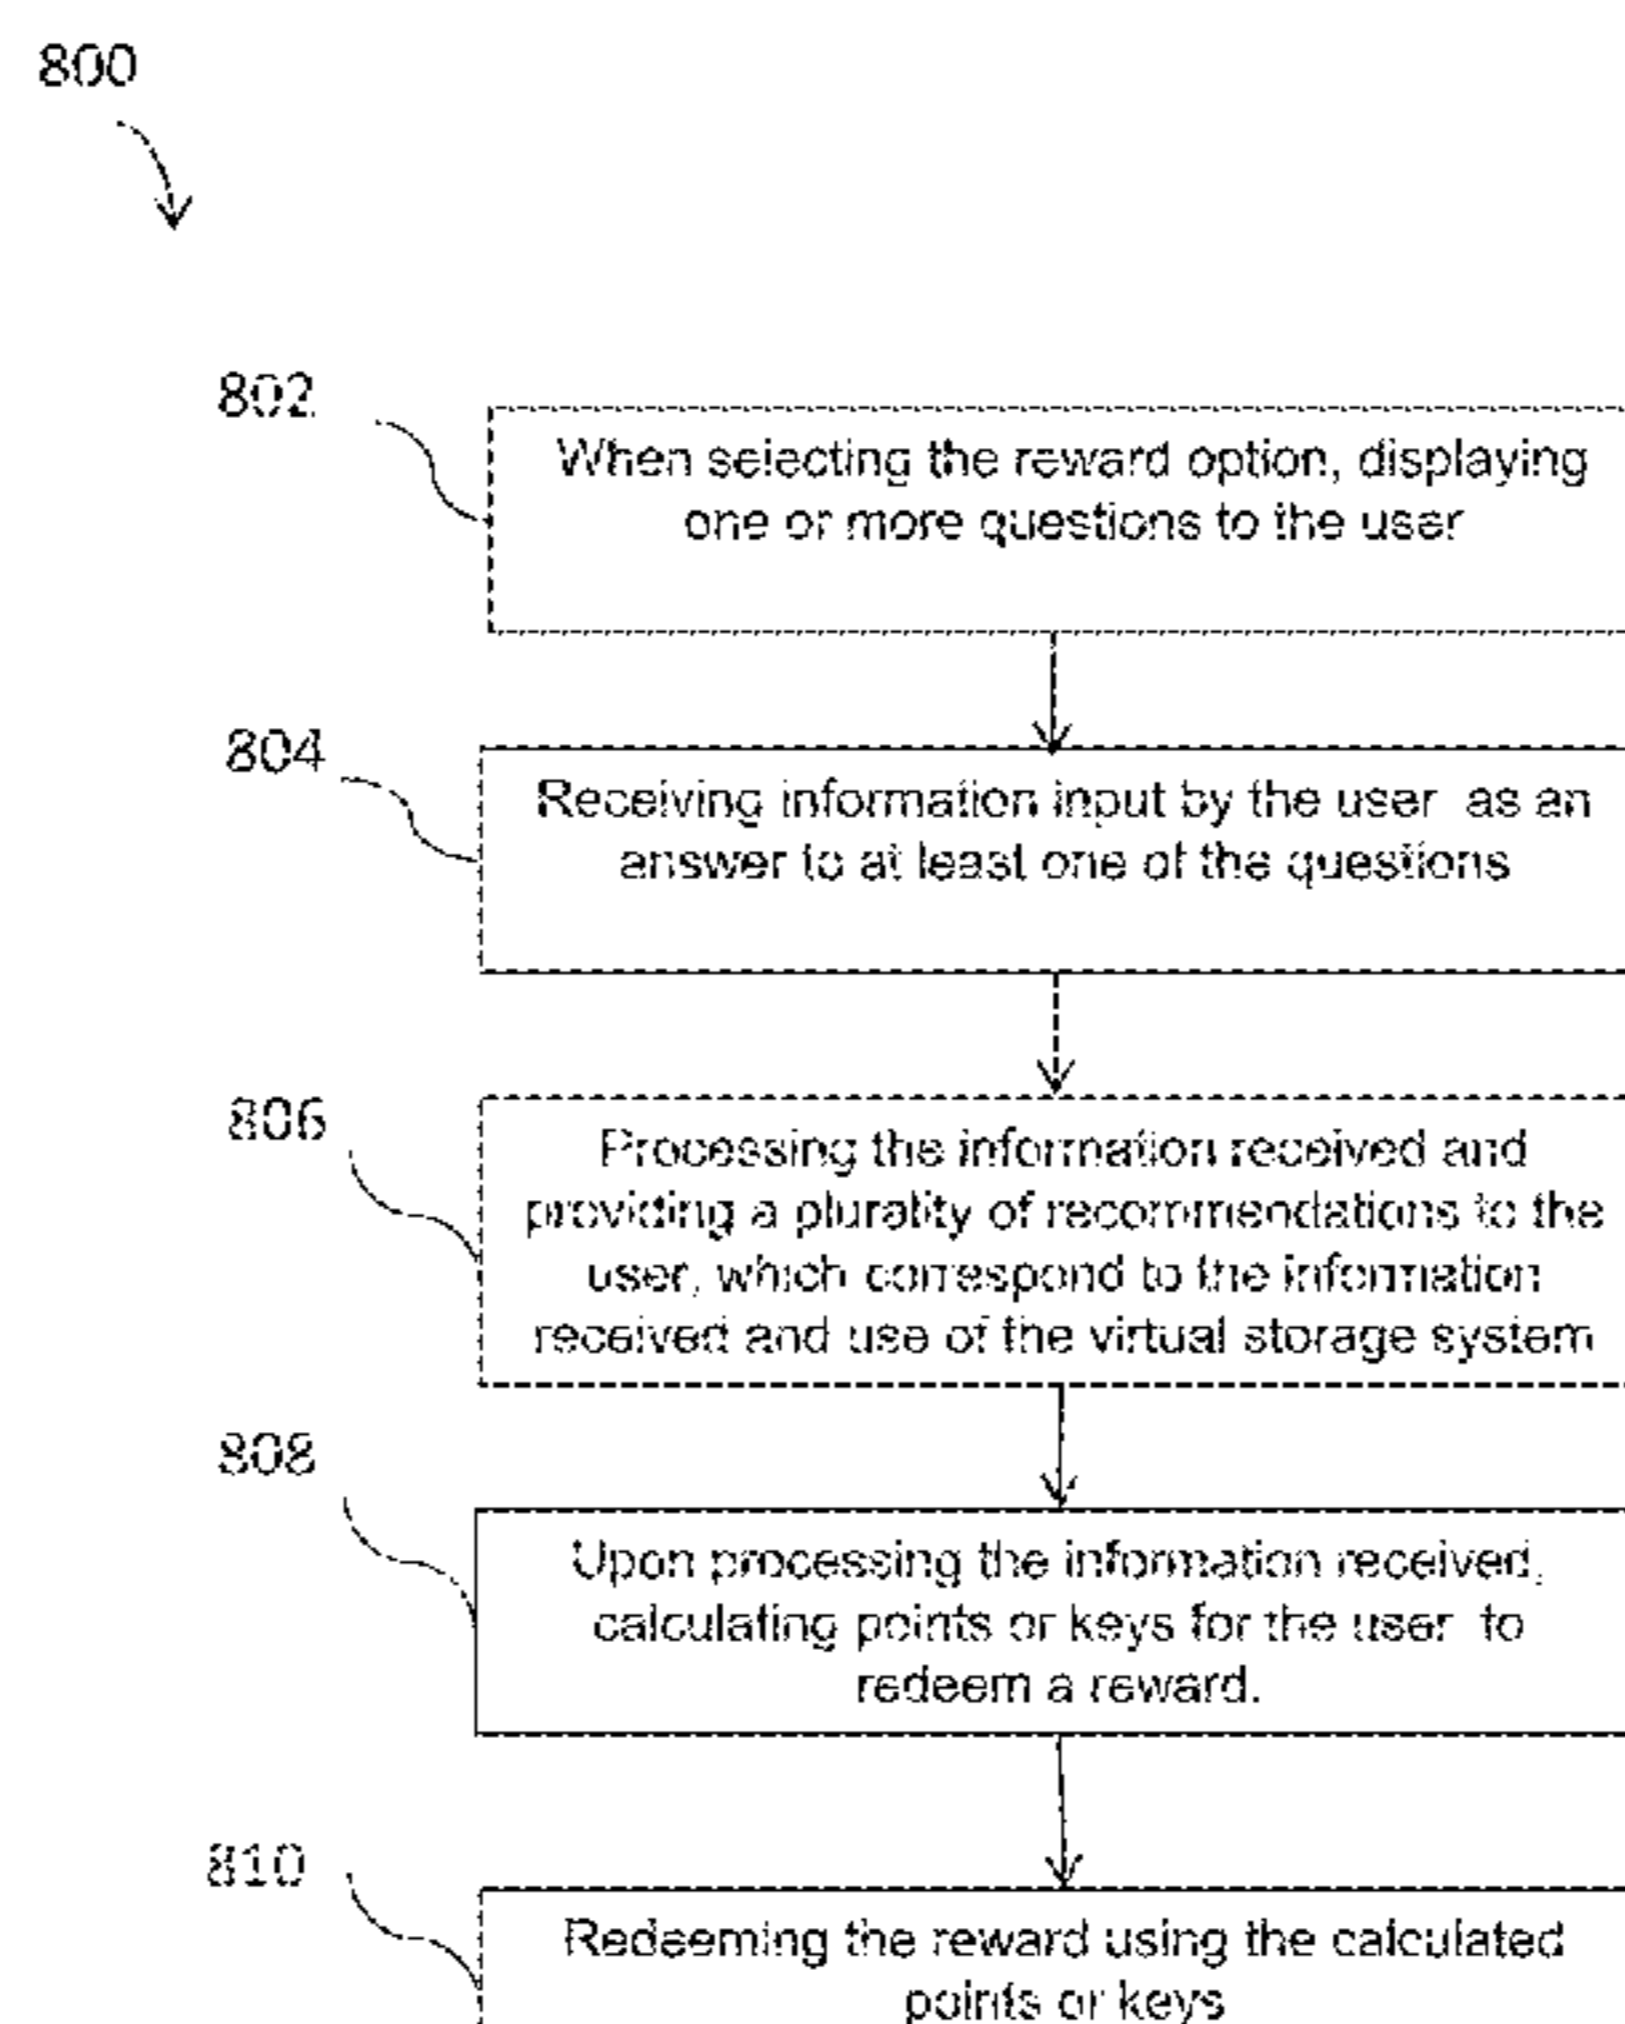 800
802
When selecting the reward option, displaying
one or more questions to the user
804
Receiving information input by the user as an
answer to at least one of the questions
806
Processing the information received and
providing a plurality of recommendations to the
user, which correspond to the information
received and use of the virtual storage system
808
Upon processing the information received,
calculating points or keys for the user to
redeem a reward.
810
Redeeming the reward using the calculated
points or keys